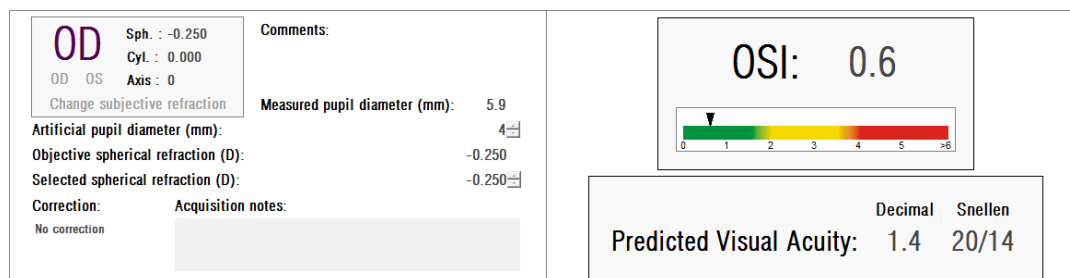 OD
Sph. : -0.250
Cyl. : 0.000
OD OS Axis : 0
Change subjective refraction
Comments:
Measured pupil diameter (mm): 5.9
Artificial pupil diameter (mm): 4
Objective spherical refraction (D): -0.250
Selected spherical refraction (D): -0.250
Correction: Acquisition notes:
No correction
OSI: 0.6
0 1 2 3 4 5 >6
Decimal Snellen
Predicted Visual Acuity: 1.4 20/14